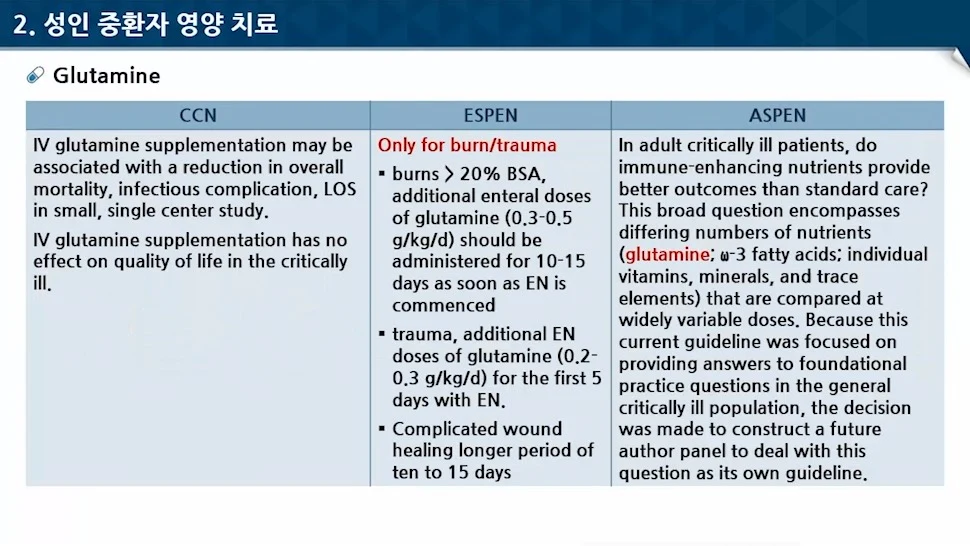 2. 성인 중환자 영양 치료
Glutamine
CCN
IV glutamine supplementation may be
associated with a reduction in overall
mortality, infectious complication, LOS
in small, single center study.
IV glutamine supplementation has no
effect on quality of life in the critically
ill.
ESPEN
Only for burn/trauma
▪ burns > 20% BSA,
additional enteral doses
of glutamine (0.3-0.5
g/kg/d) should be
administered for 10-15
days as soon as EN is
commenced
▪ trauma, additional EN
doses of glutamine (0.2-
0.3 g/kg/d) for the first 5
days with EN.
▪ Complicated wound
healing longer period of
ten to 15 days
ASPEN
In adult critically ill patients, do
immune-enhancing nutrients provide
better outcomes than standard care?
This broad question encompasses
differing numbers of nutrients
(glutamine; ω-3 fatty acids; individual
vitamins, minerals, and trace
elements) that are compared at
widely variable doses. Because this
current guideline was focused on
providing answers to foundational
practice questions in the general
critically ill population, the decision
was made to construct a future
author panel to deal with this
question as its own guideline.